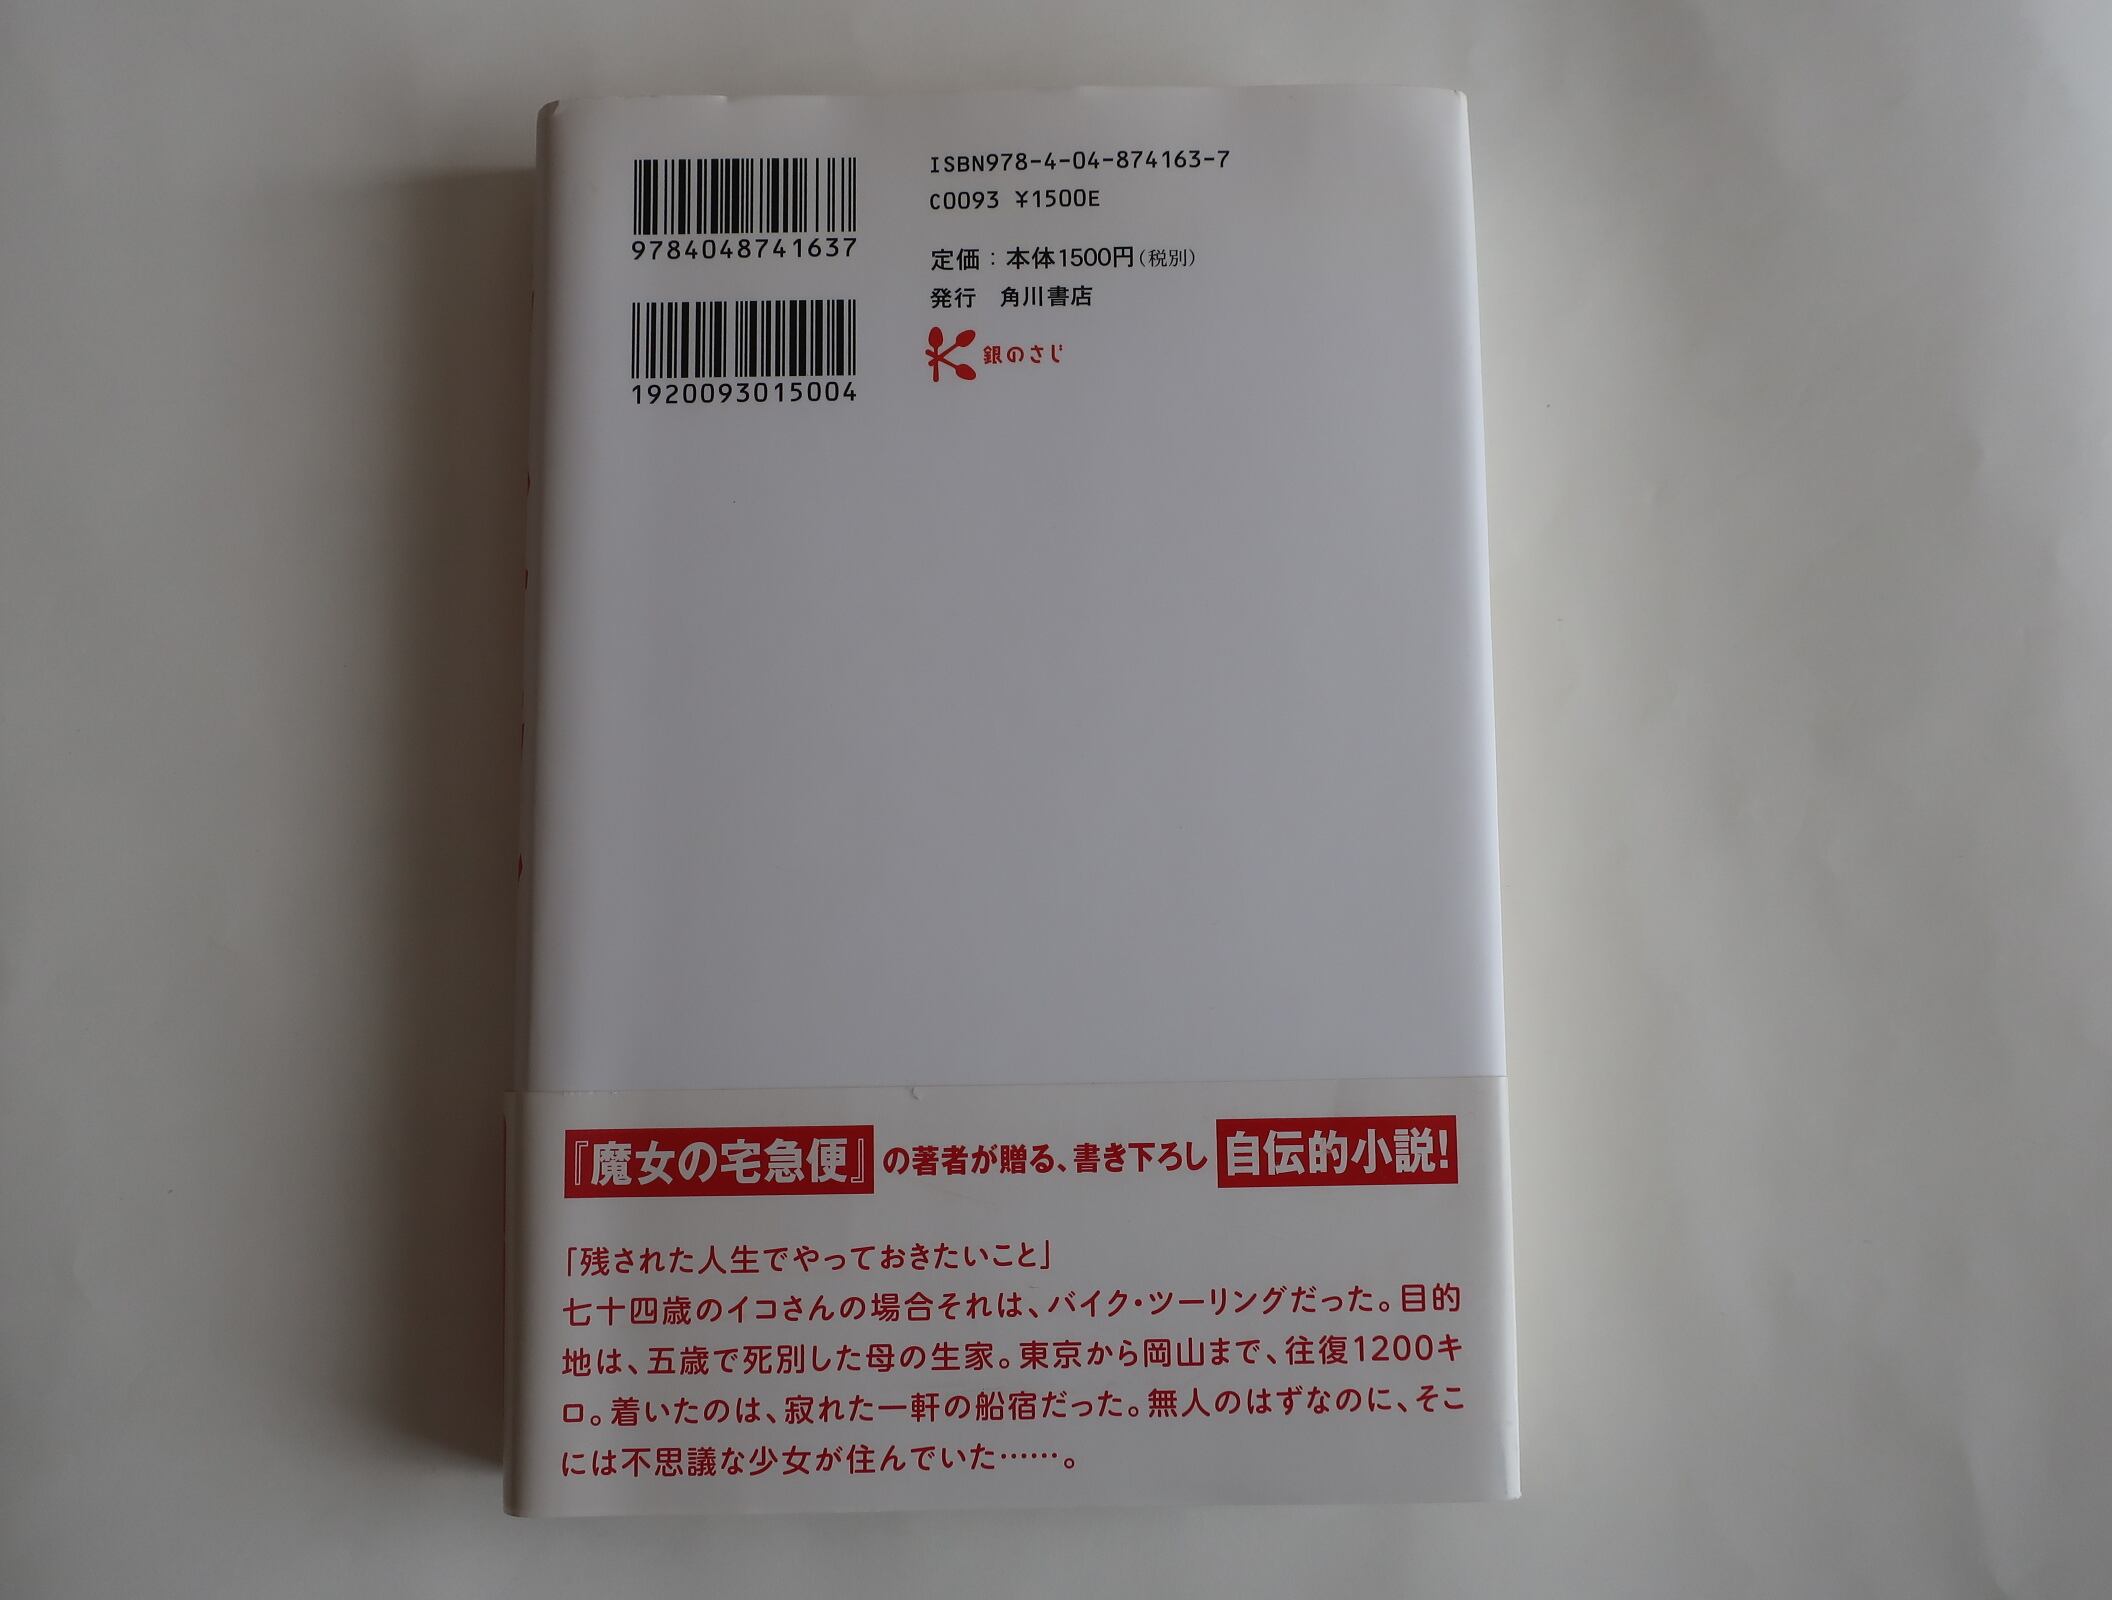 9784048741637
1920093015004
ISBN978-4-04-874163-7
C0093 ¥1500E
定価：本体1500円（税別）
発行　角川書店
銀のさじ
『魔女の宅急便』の著者が贈る、書き下ろし 自伝的小説！
「残された人生でやっておきたいこと」
七十四歳のイコさんの場合それは、バイク・ツーリングだった。目的
地は、五歳で死別した母の生家。東京から岡山まで、往復1200キ
ロ。着いたのは、寂れた一軒の船宿だった。無人のはずなのに、そこ
には不思議な少女が住んでいた……。